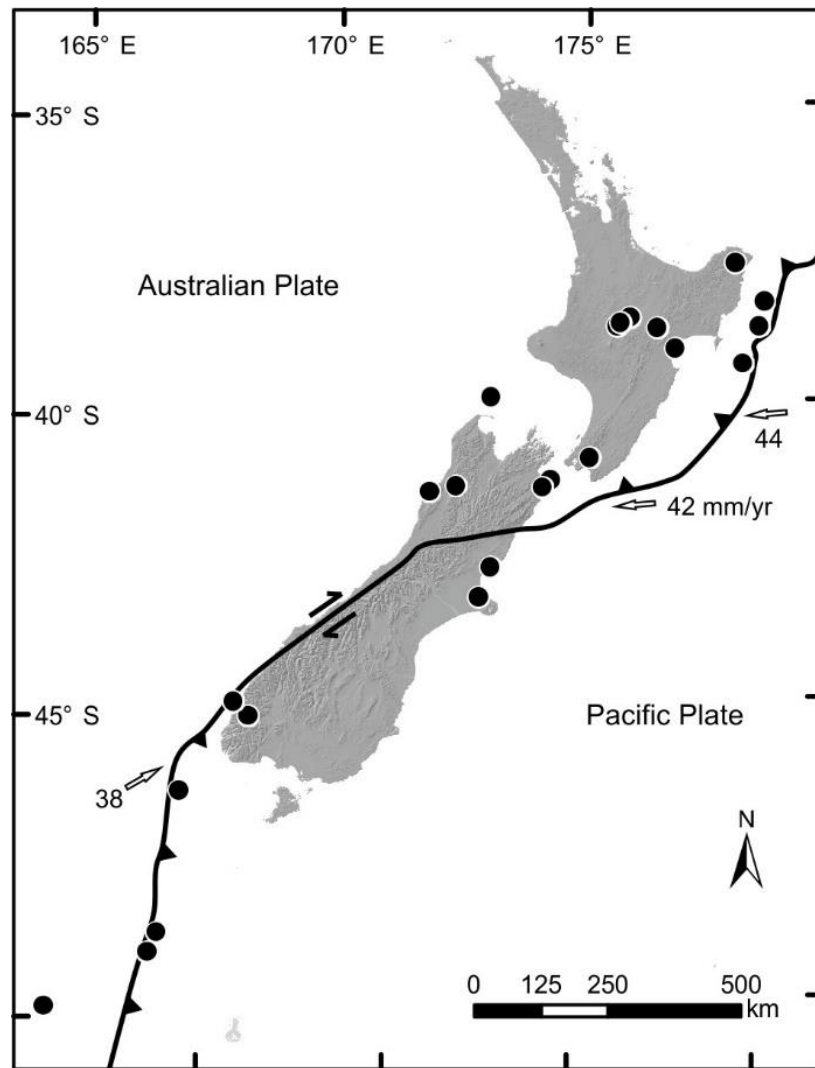 165° E
170° E
175° E
35° S
Australian Plate
40° S
44
42 mm/yr
45° S
Pacific Plate
38
N
0 125 250 500
km